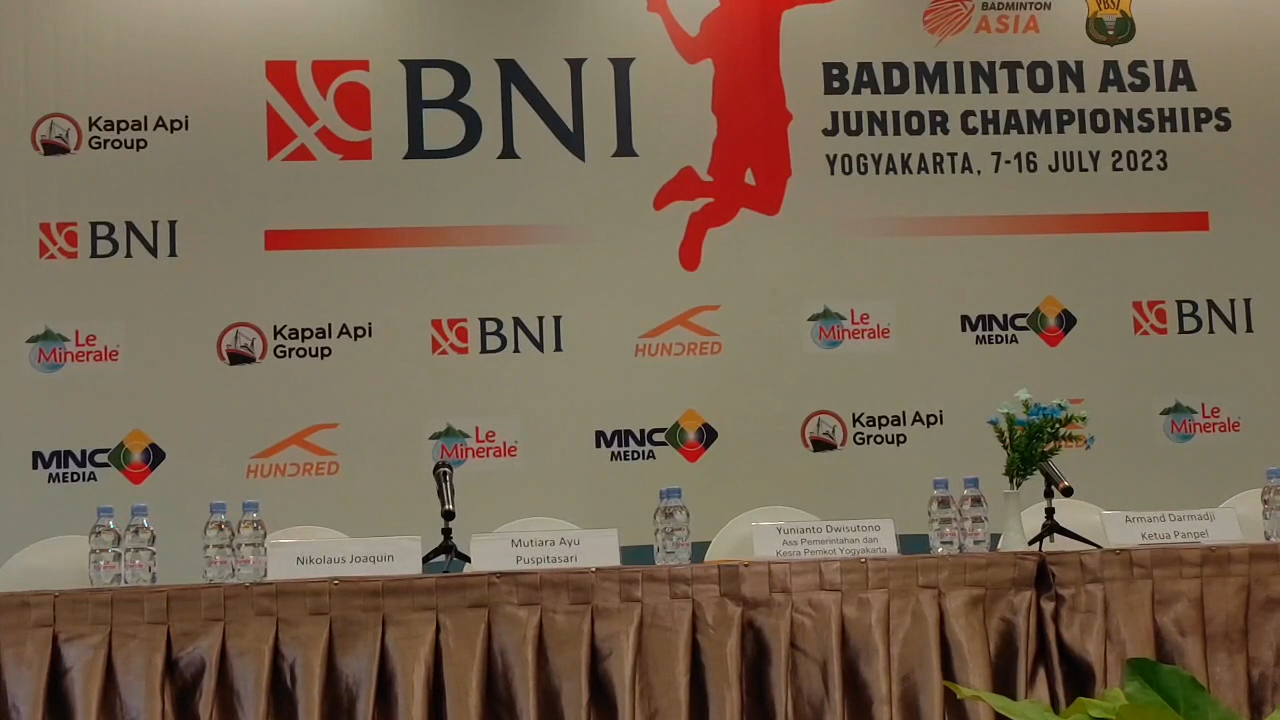 BADMINTON
ASIA
PBSI
BNI
BADMINTON ASIA
JUNIOR CHAMPIONSHIPS
YOGYAKARTA, 7-16 JULY 2023
Kapal Api
Group
BNI
Le
Minerale
Kapal Api
Group
BNI
HUNDRED
Le
Minerale
MNC
MEDIA
BNI
MNC
MEDIA
HUNDRED
Le
Minerale
MNC
MEDIA
Kapal Api
Group
Le
Minerale
Nikolaus Joaquin
Mutiara Ayu
Puspitasari
Yunianto Dwisutono
Ass Pemerintahan dan
Kesra Pemkot Yogyakarta
Armand Darmadji
Ketua Panpel